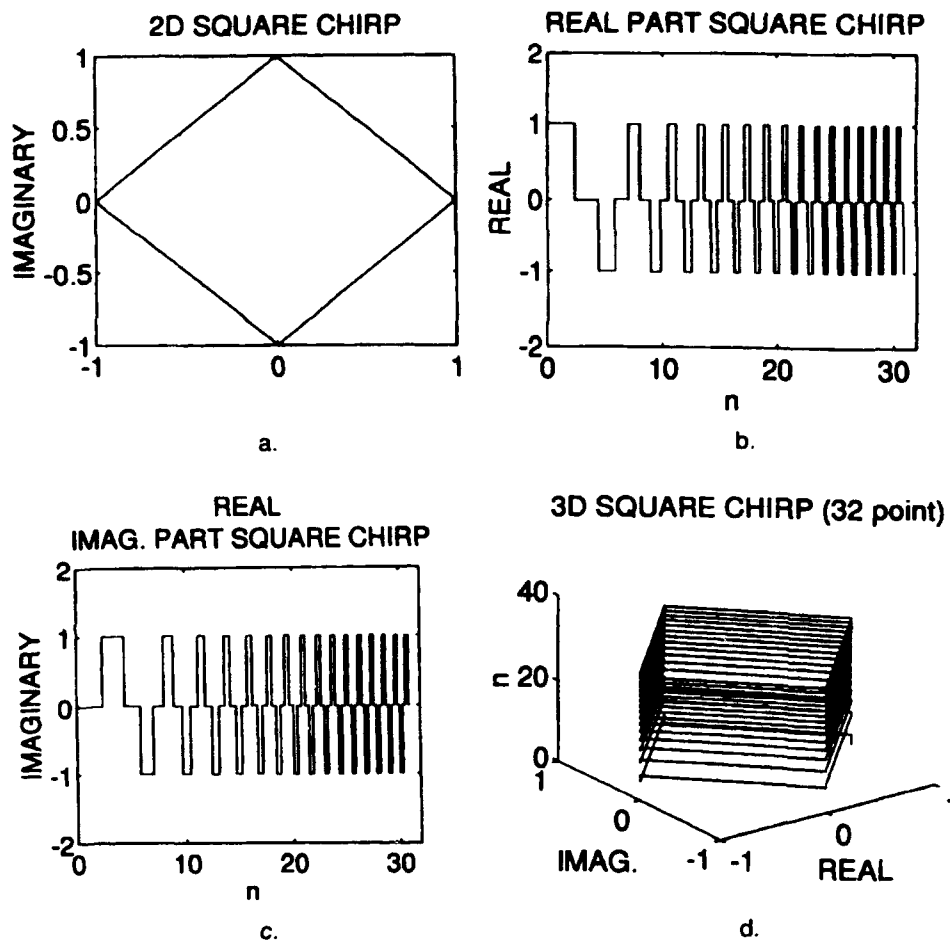 2D SQUARE CHIRP
1
0.5
0
-0.5
-1
IMAGINARY
-1 0 1
a.
REAL PART SQUARE CHIRP
2
1
0
-1
-2
REAL
0 10 20 30
n
b.
REAL
IMAG. PART SQUARE CHIRP
2
1
0
-1
-2
IMAGINARY
0 10 20 30
n
c.
3D SQUARE CHIRP (32 point)
40
20
0
n
1
0
-1
IMAG.
-1
0
REAL
d.